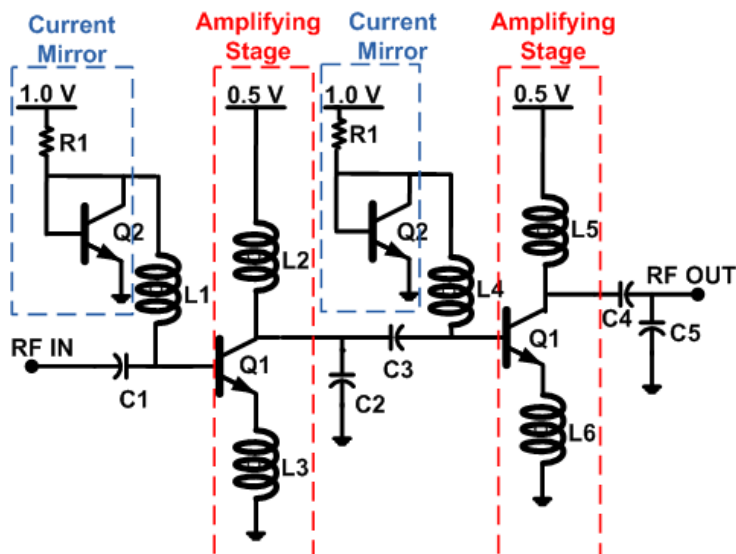 Current
Mirror
Amplifying
Stage
Current
Mirror
Amplifying
Stage
1.0 V
0.5 V
1.0 V
0.5 V
R1
R1
Q2
L1
L2
Q2
L4
L5
RF IN
C1
Q1
C2
C3
Q1
C4
RF OUT
C5
L3
L6